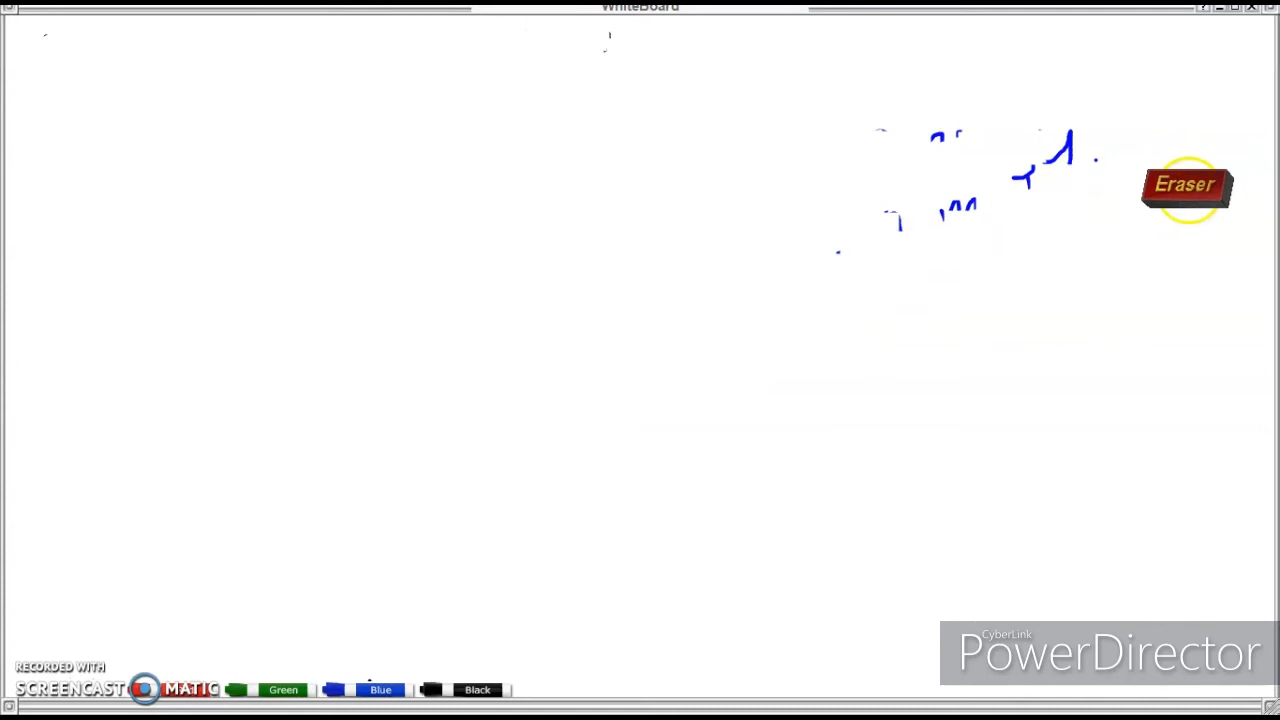 WhiteBoard
Eraser
CyberLink
PowerDirector
RECORDED WITH
SCREENCAST MATIC
Green Blue Black